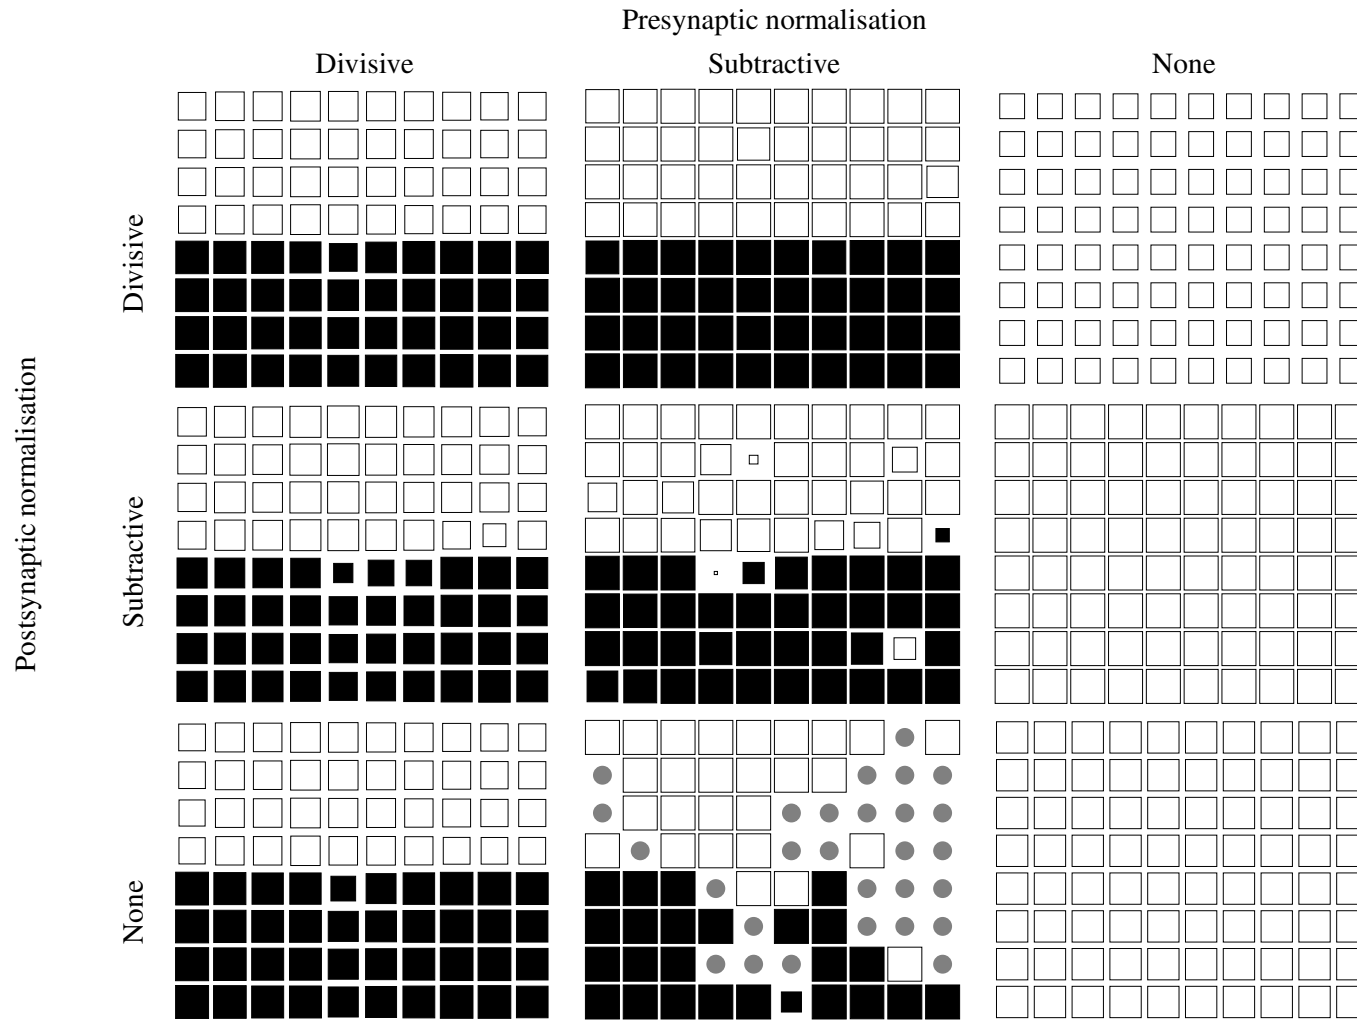 Presynaptic normalisation
Divisive
Subtractive
None
Postsynaptic normalisation
Divisive
Subtractive
None